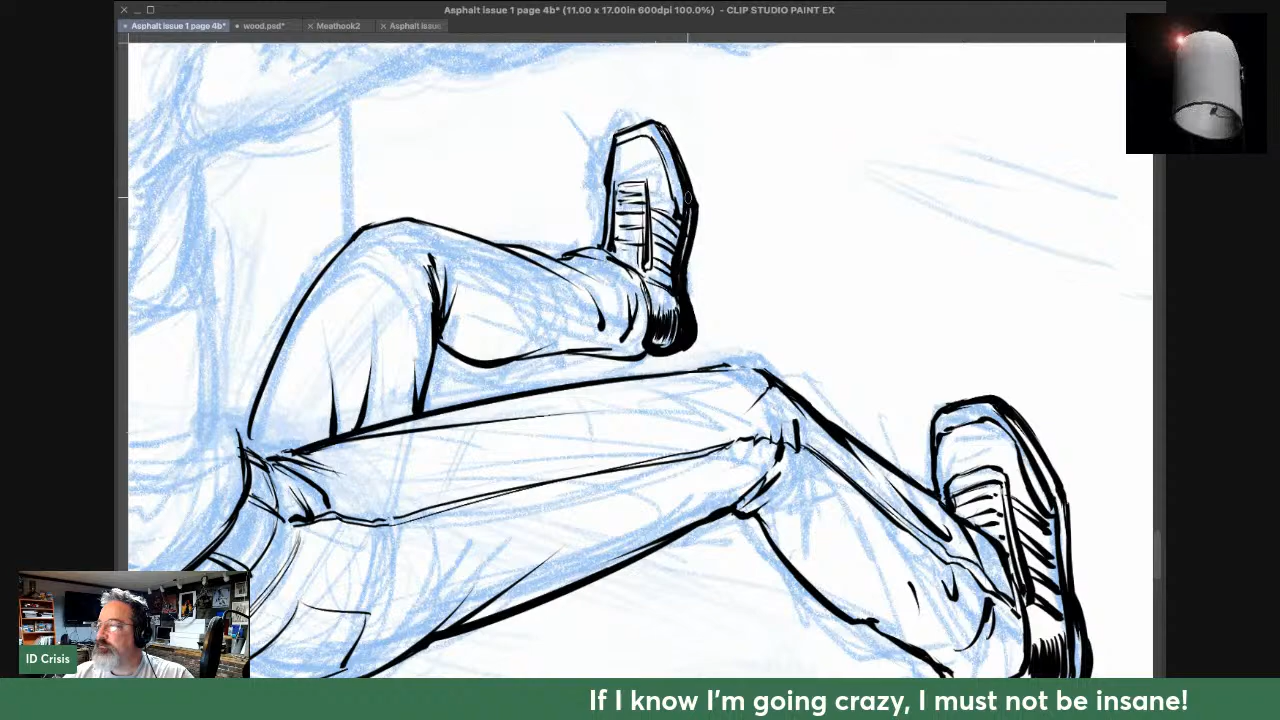 Asphalt issue 1 page 4b* (11.00 x 17.00in 600dpi 100.0%) - CLIP STUDIO PAINT EX
Asphalt issue 1 page 4b* wood.psd* Meathook2 Asphalt issue
ID Crisis
If I know I'm going crazy, I must not be insane!